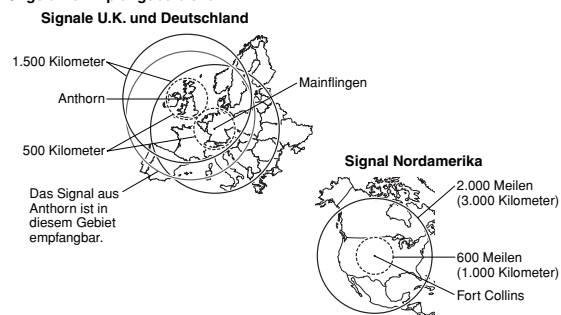 Signale U.K. und Deutschland
1.500 Kilometer
Anthorn
Mainflingen
500 Kilometer
Das Signal aus
Anthorn ist in
diesem Gebiet
empfangbar.
Signal Nordamerika
2.000 Meilen
(3.000 Kilometer)
600 Meilen
(1.000 Kilometer)
Fort Collins